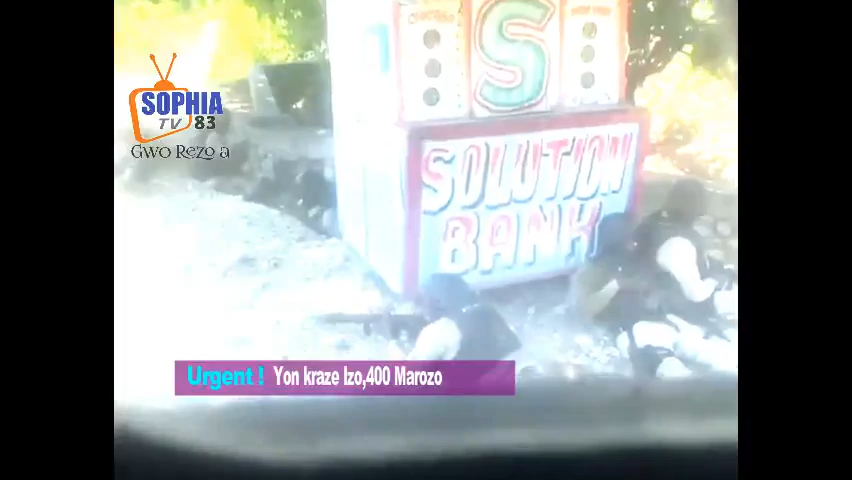 S
SOLUTION
BANK
SOPHIA
TV 83
Gwo Rezo a
Urgent ! Yon kraze Izo,400 Marozo